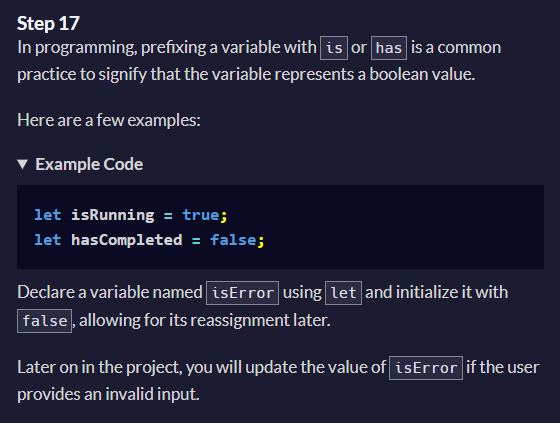 Step 17
In programming, prefixing a variable with is or has is a common
practice to signify that the variable represents a boolean value.
Here are a few examples:
▼ Example Code
let isRunning = true;
let hasCompleted = false;
Declare a variable named isError using let and initialize it with
false, allowing for its reassignment later.
Later on in the project, you will update the value of isError if the user
provides an invalid input.